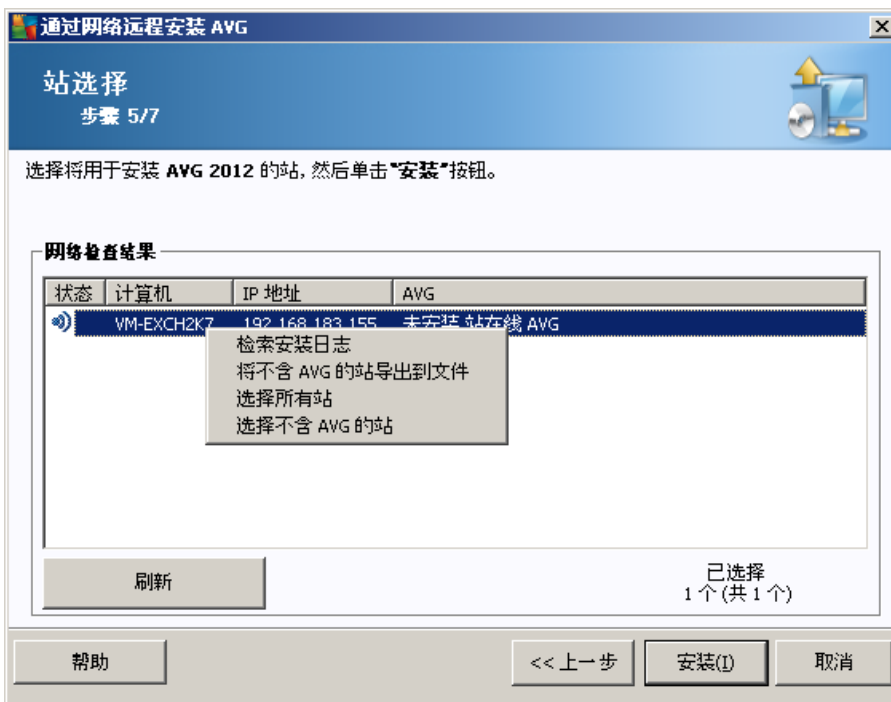 通过网络远程安装 AVG
站选择
步骤 5/7
选择将用于安装 AVG 2012 的站, 然后单击"安装"按钮。
网络检查结果
状态 计算机 IP 地址 AVG
VM-EXCH2K7 192.168.183.155 未安装 站在线 AVG
检索安装日志
将不含 AVG 的站导出到文件
选择所有站
选择不含 AVG 的站
刷新
已选择
1 个 (共 1 个)
帮助
<< 上一步
安装(I)
取消